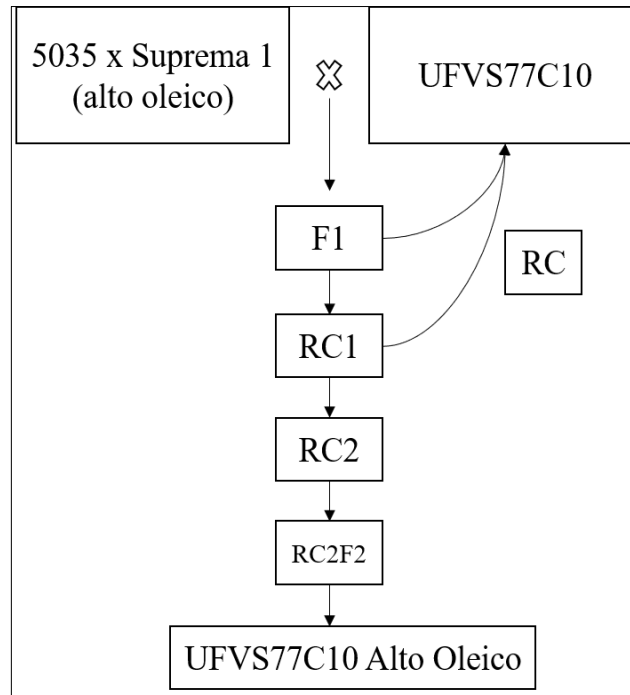 5035 x Suprema 1
(alto oleico)
UFVS77C10
F1
RC
RC1
RC2
RC2F2
UFVS77C10 Alto Oleico